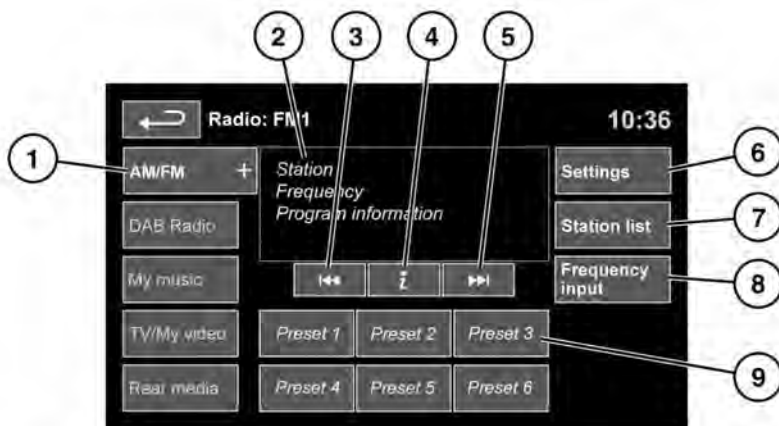 2
3
4
5
Radio: FM1
10:36
1
AM/FM +
Station
Frequency
Program information
Settings
6
DAB Radio
Station list
7
My music
i
Frequency
input
8
TV/My video
Preset 1
Preset 2
Preset 3
9
Rear media
Preset 4
Preset 5
Preset 6